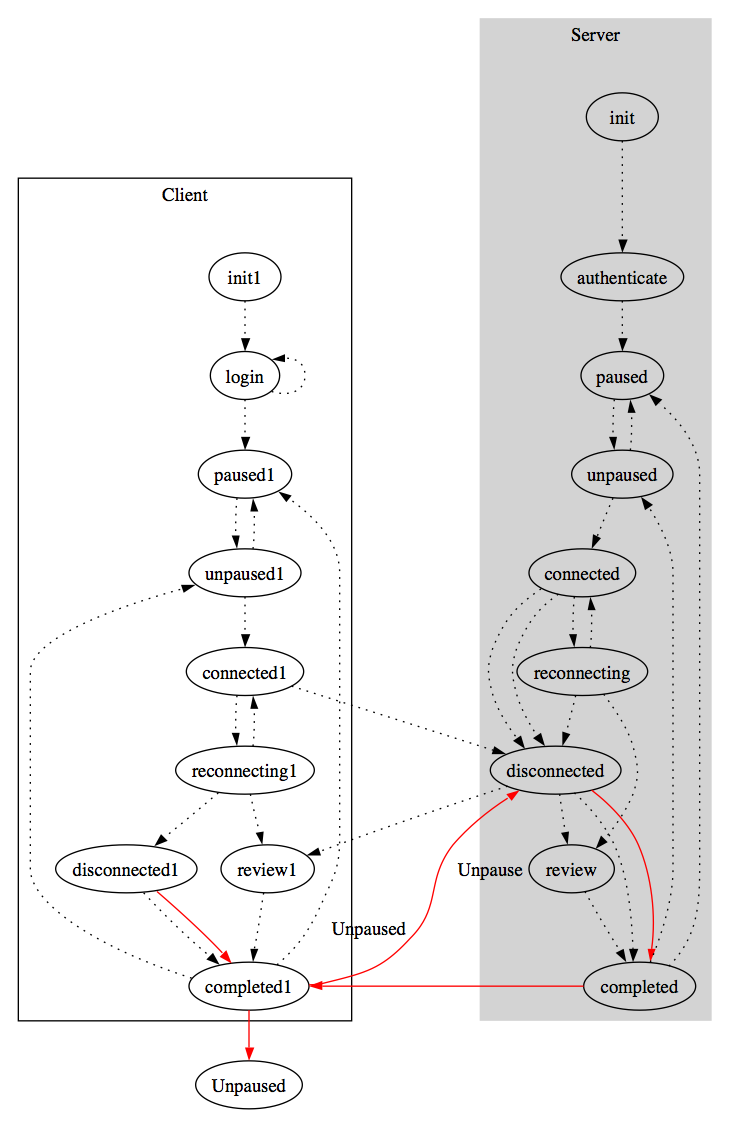 Server
init
Client
init1
authenticate
login
paused
paused1
unpaused
unpaused1
connected
connected1
reconnecting
reconnecting1
disconnected
disconnected1
review1
Unpause
review
Unpaused
completed1
completed
Unpaused